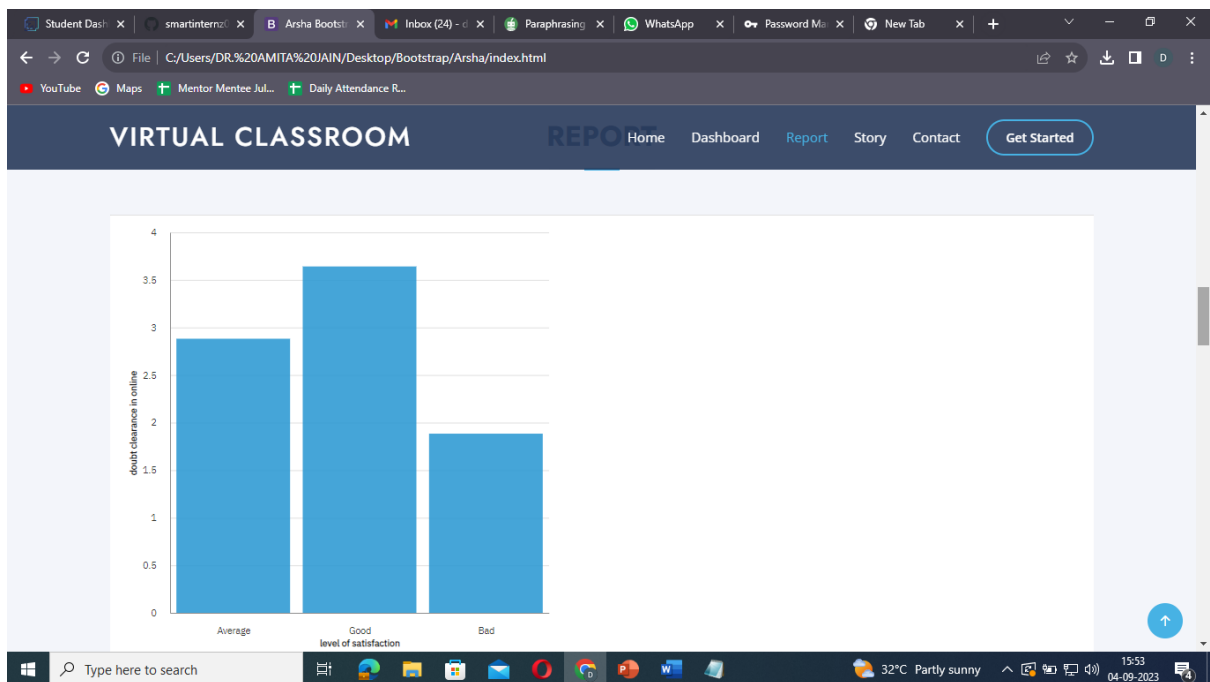 Student Dash smartinternz0 Arsha Bootstr Inbox (24) - d Paraphrasing WhatsApp Password Ma New Tab
File C:/Users/DR.%20AMITA%20JAIN/Desktop/Bootstrap/Arsha/index.html D
YouTube Maps Mentor Mentee Jul... Daily Attendance R...
VIRTUAL CLASSROOM REPORT Home Dashboard Report Story Contact Get Started
4
3.5
3
2.5
2
1.5
1
0.5
0
doubt clearance in online
Average Good Bad
level of satisfaction
Type here to search 32°C Partly sunny 15:53
04-09-2023 4